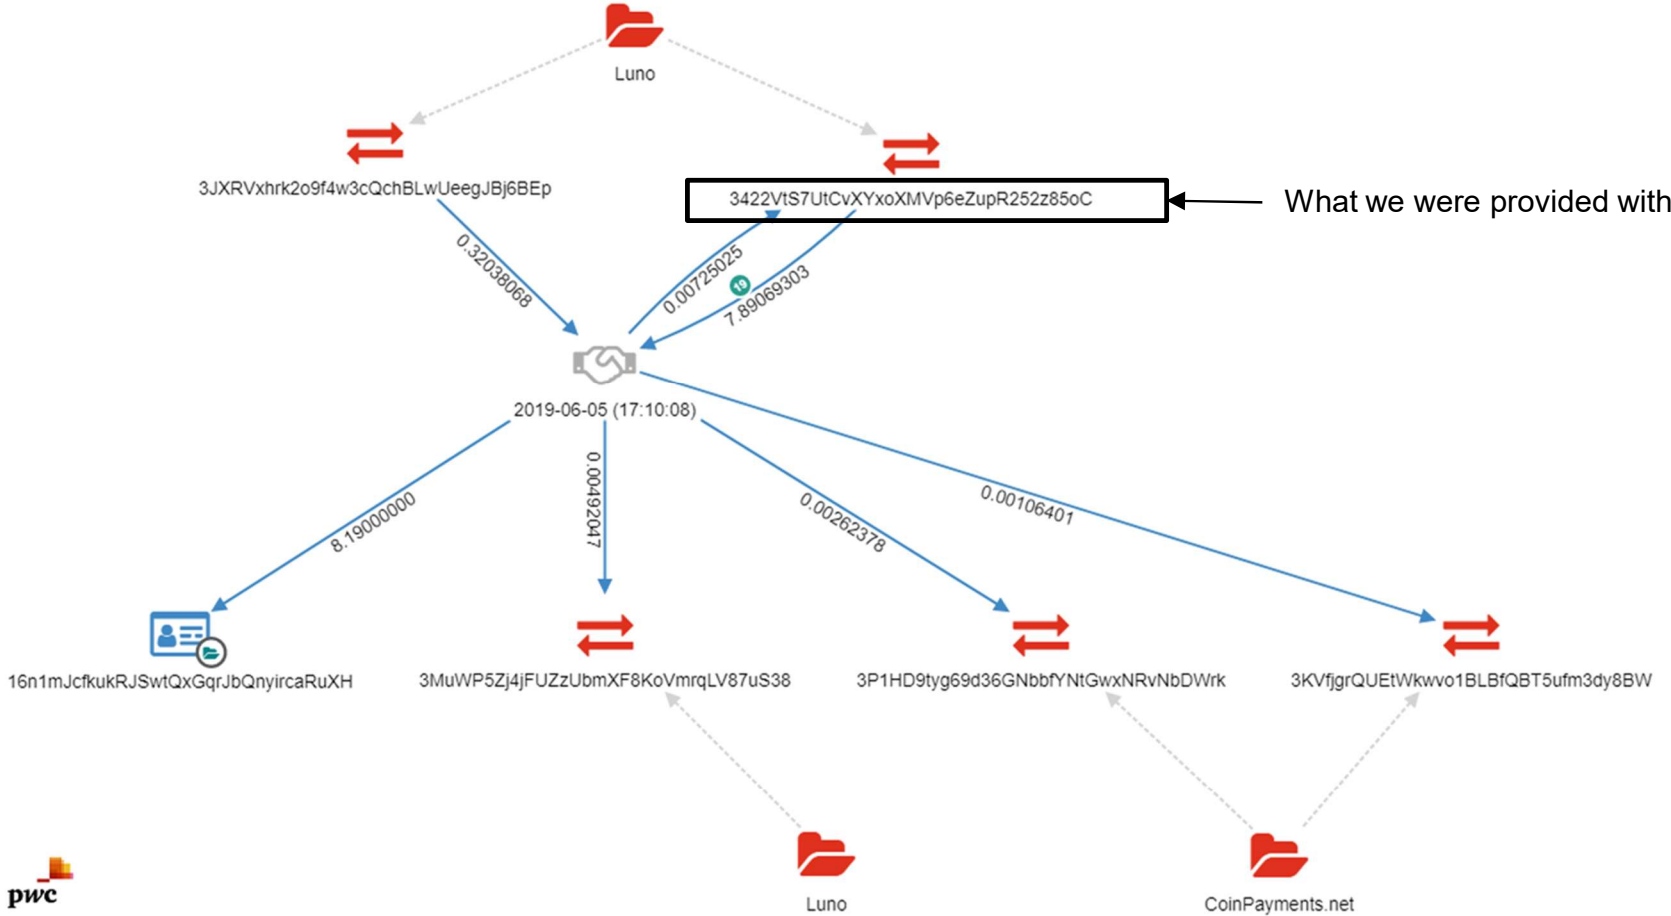 Luno
3JXRVxhrk2o9f4w3cQchBLwUeegJBj6BEp
3422VtS7UtCvXYxoXMVp6eZupR252z85oC
What we were provided with
0.32038068
0.00725025
19
7.89069303
2019-06-05 (17:10:08)
8.19000000
0.00492047
0.00262378
0.00106401
16n1mJcfkukRJSwtQxGqrJbQnyircaRuXH
3MuWP5Zj4jFUZzUbmXF8KoVmrqLV87uS38
3P1HD9tyg69d36GNbbfYNtGwxNRvNbDWrk
3KVfjgrQUEtWkwvo1BLBfQBT5ufm3dy8BW
pwc
Luno
CoinPayments.net